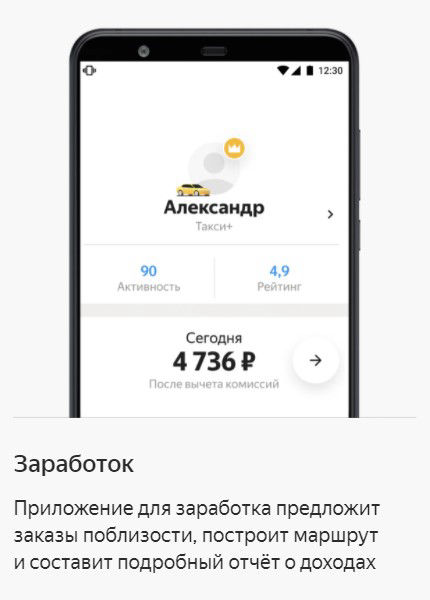 12:30
Александр
Такси+
90
Активность
4,9
Рейтинг
Сегодня
4 736 ₽
После вычета комиссий
Заработок
Приложение для заработка предложит
заказы поблизости, построит маршрут
и составит подробный отчёт о доходах